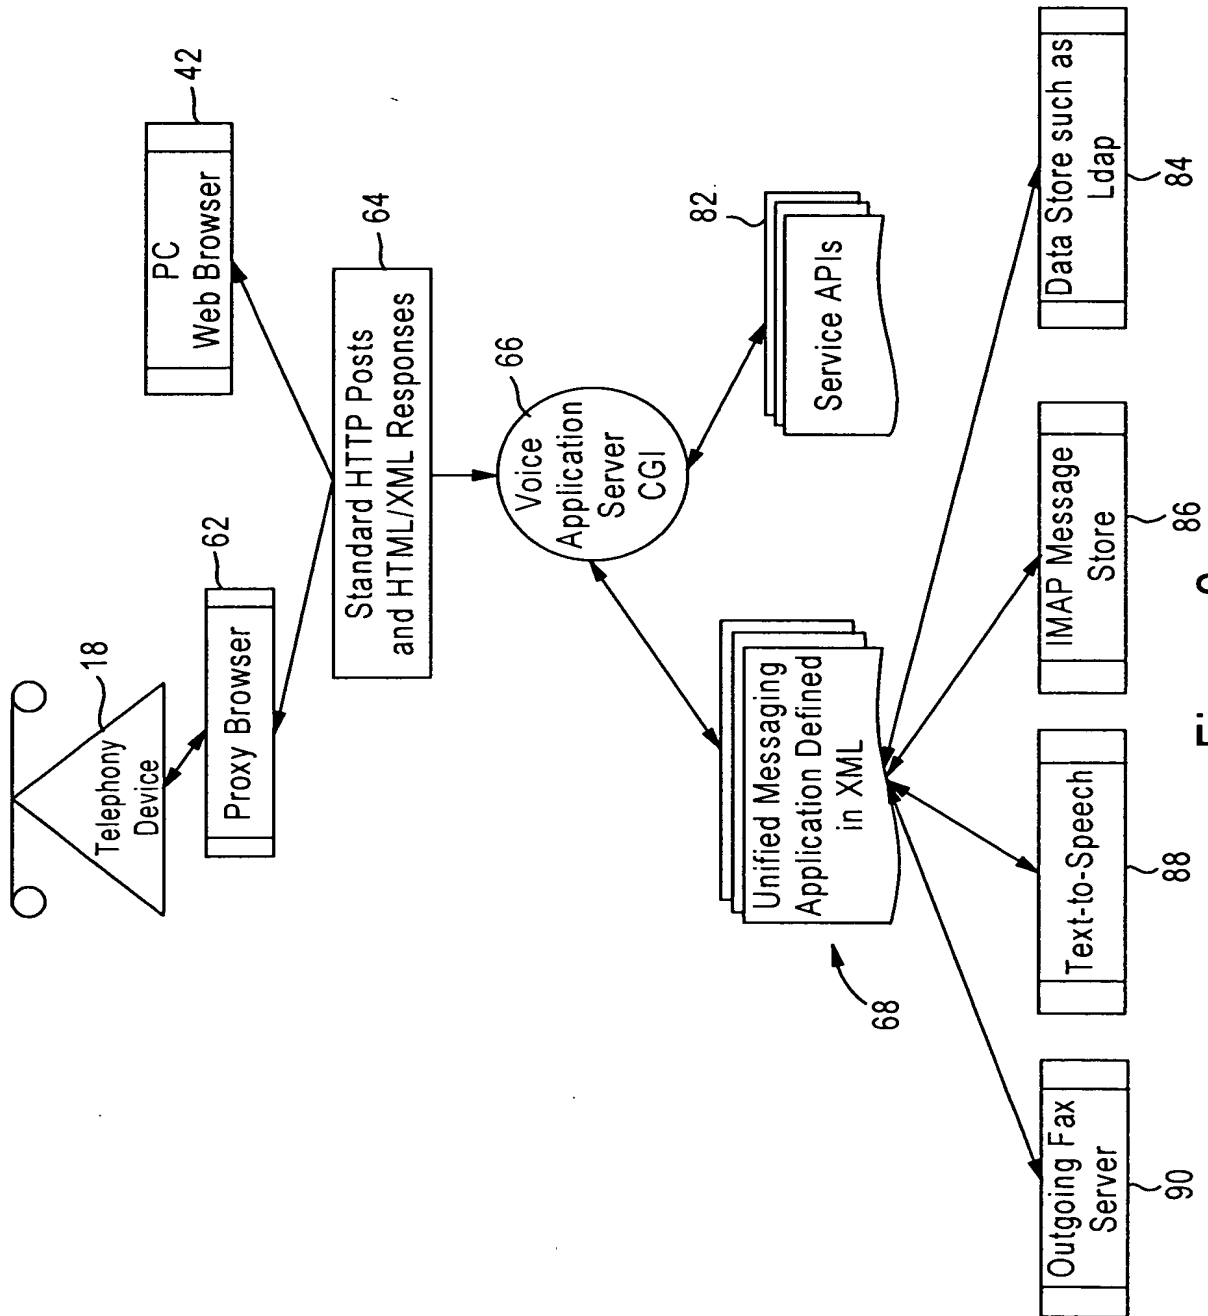 18
Telephony
Device
62
Proxy Browser
42
PC
Web Browser
64
Standard HTTP Posts
and HTML/XML Responses
66
Voice
Application
Server
CGI
82
Service APIs
Unified Messaging
Application Defined
in XML
68
Outgoing Fax
Server
90
Text-to-Speech
88
IMAP Message
Store
86
Data Store such as
Ldap
84